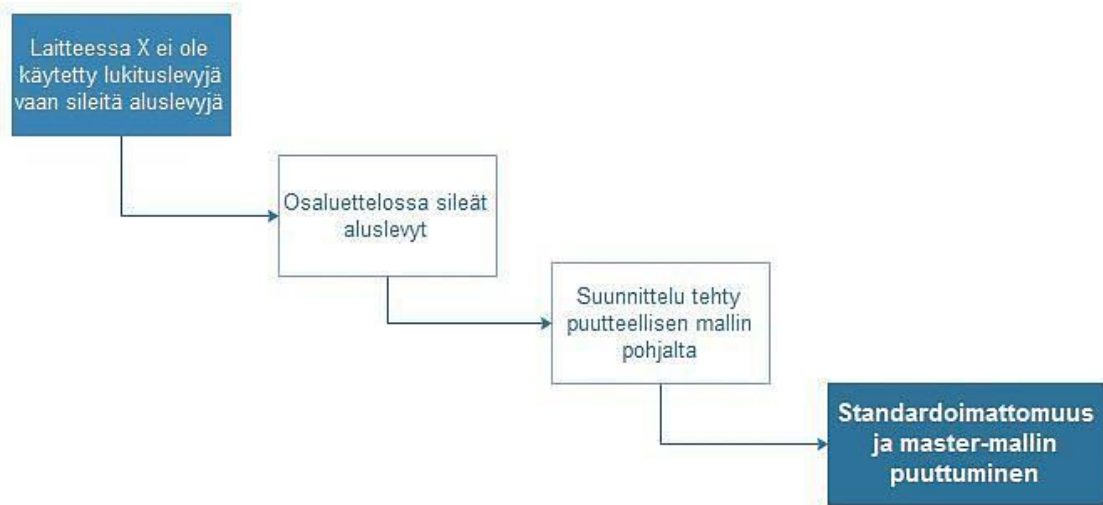 Laitteessa X ei ole
käytetty lukituslevyjä
vaan sileitä aluslevyjä
Osaluettelossa sileät
aluslevyt
Suunnittelu tehty
puutteellisen mallin
pohjalta
Standardoimattomuus
ja master-mallin
puuttuminen